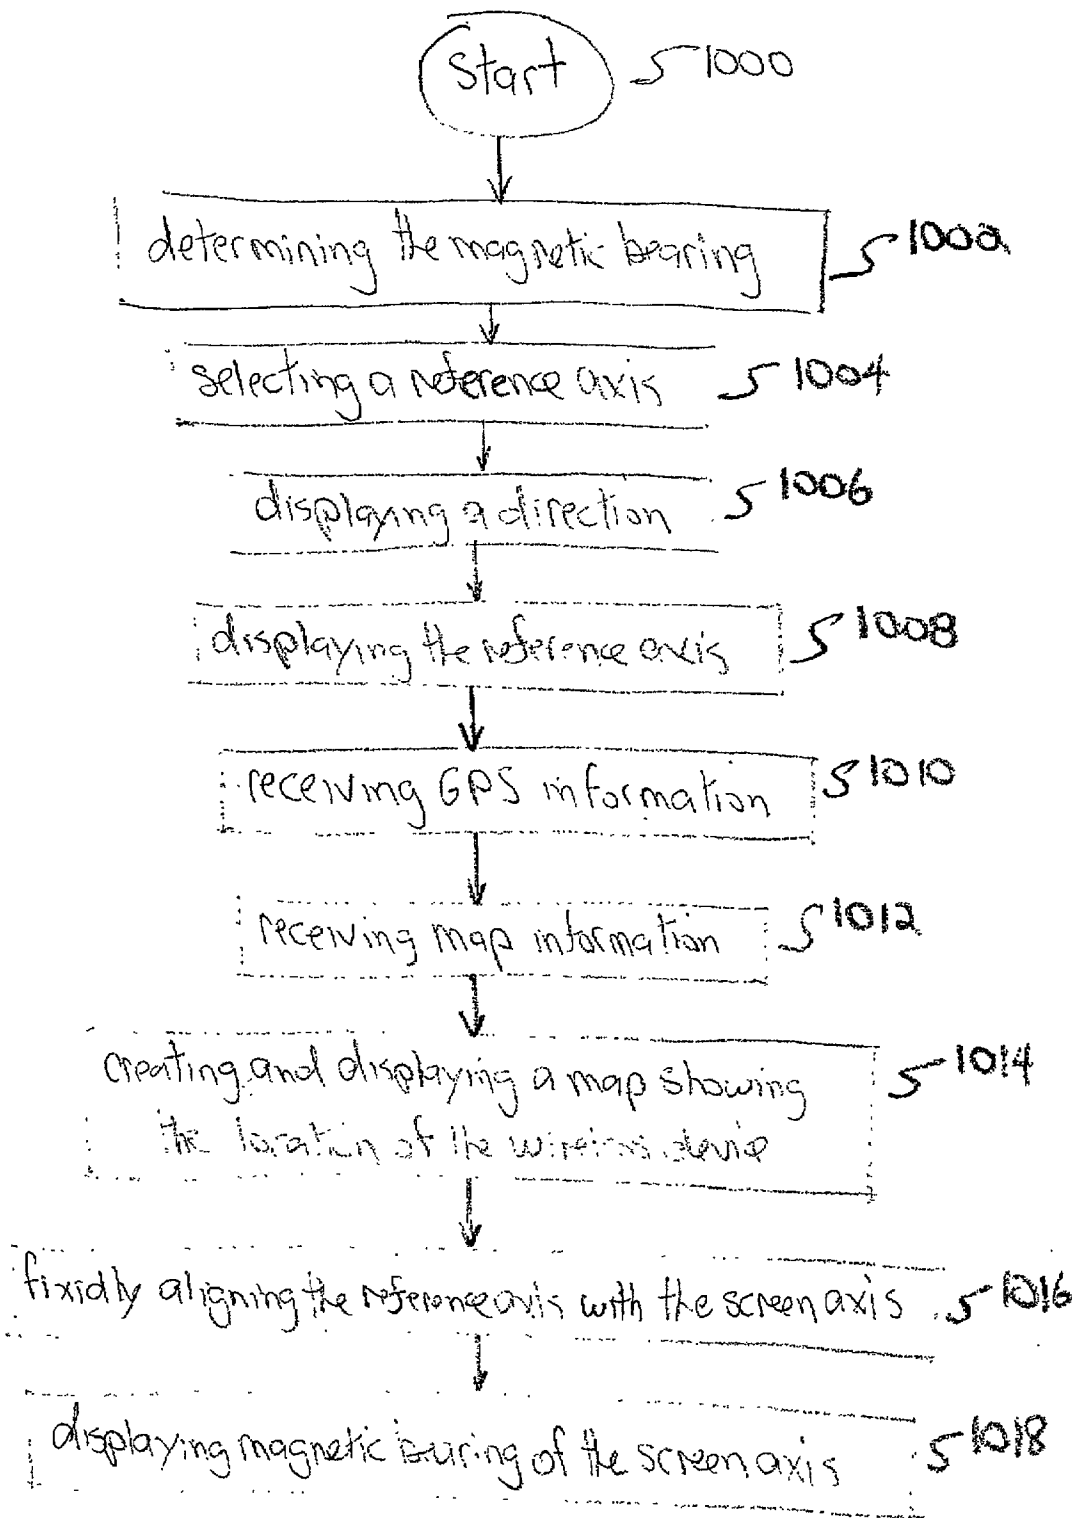 Start 1000
determining the magnetic bearing 1002
selecting a reference axis 1004
displaying a direction 1006
displaying the reference axis 1008
receiving GPS information 1010
receiving map information 1012
creating and displaying a map showing 1014
the location of the wireless device
fixidly aligning the reference axis with the screen axis 1016
displaying magnetic bearing of the screen axis 1018